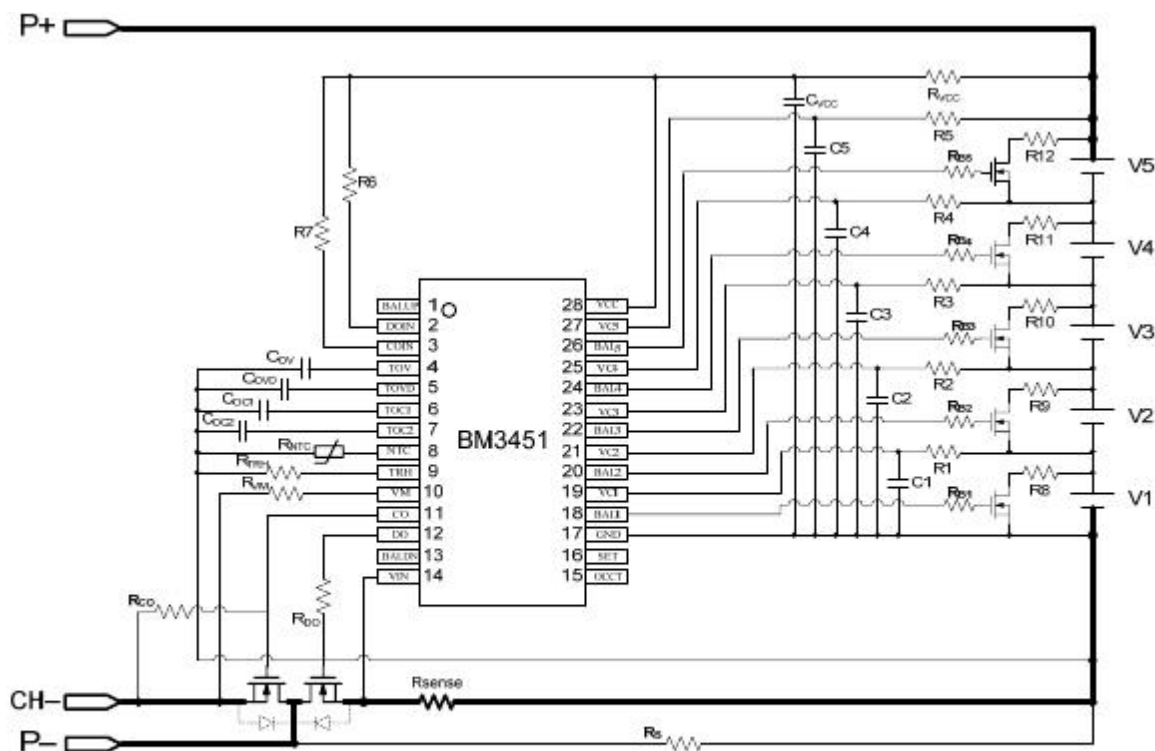 P+
RVCC
CVCC
R5
C5
R12
RB5
V5
R6
R4
C4
R11
RB4
V4
R7
R3
C3
R10
RB3
V3
BALUP 1 28 VCC
DOIN 2 27 VC5
COIN 3 26 BAL5
TOV 4 25 VC4
TOVD 5 24 BAL4
TOC1 6 23 VC3
TOC2 7 22 BAL3
NTC 8 21 VC2
TRH 9 20 BAL2
VM 10 19 VC1
CO 11 18 BAL1
DO 12 17 GND
BALDN 13 16 SET
VIN 14 15 OCCT
BM3451
COV
COVD
COC1
COC2
RNTC
RTRH
RVM
R2
C2
R9
RB2
V2
R1
C1
R8
RB1
V1
RCO
RDO
CH–
Rsense
P–
RS